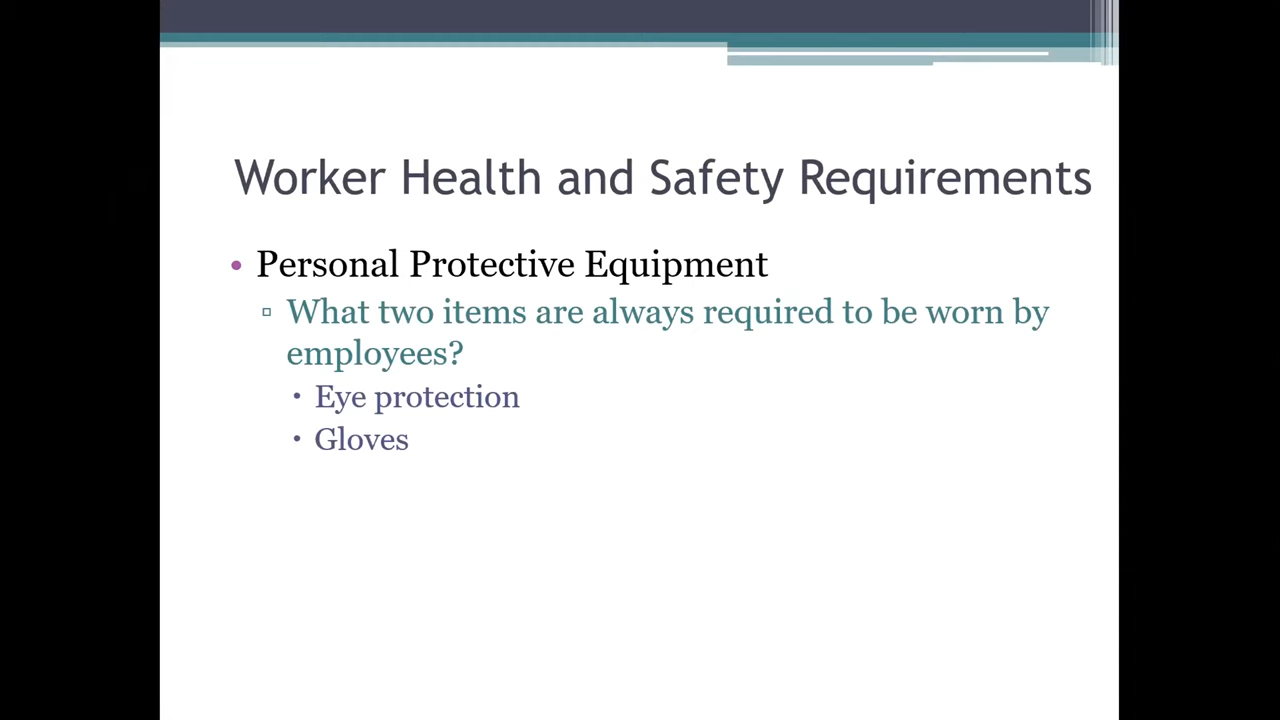 Worker Health and Safety Requirements
• Personal Protective Equipment
▫ What two items are always required to be worn by
employees?
▪ Eye protection
▪ Gloves